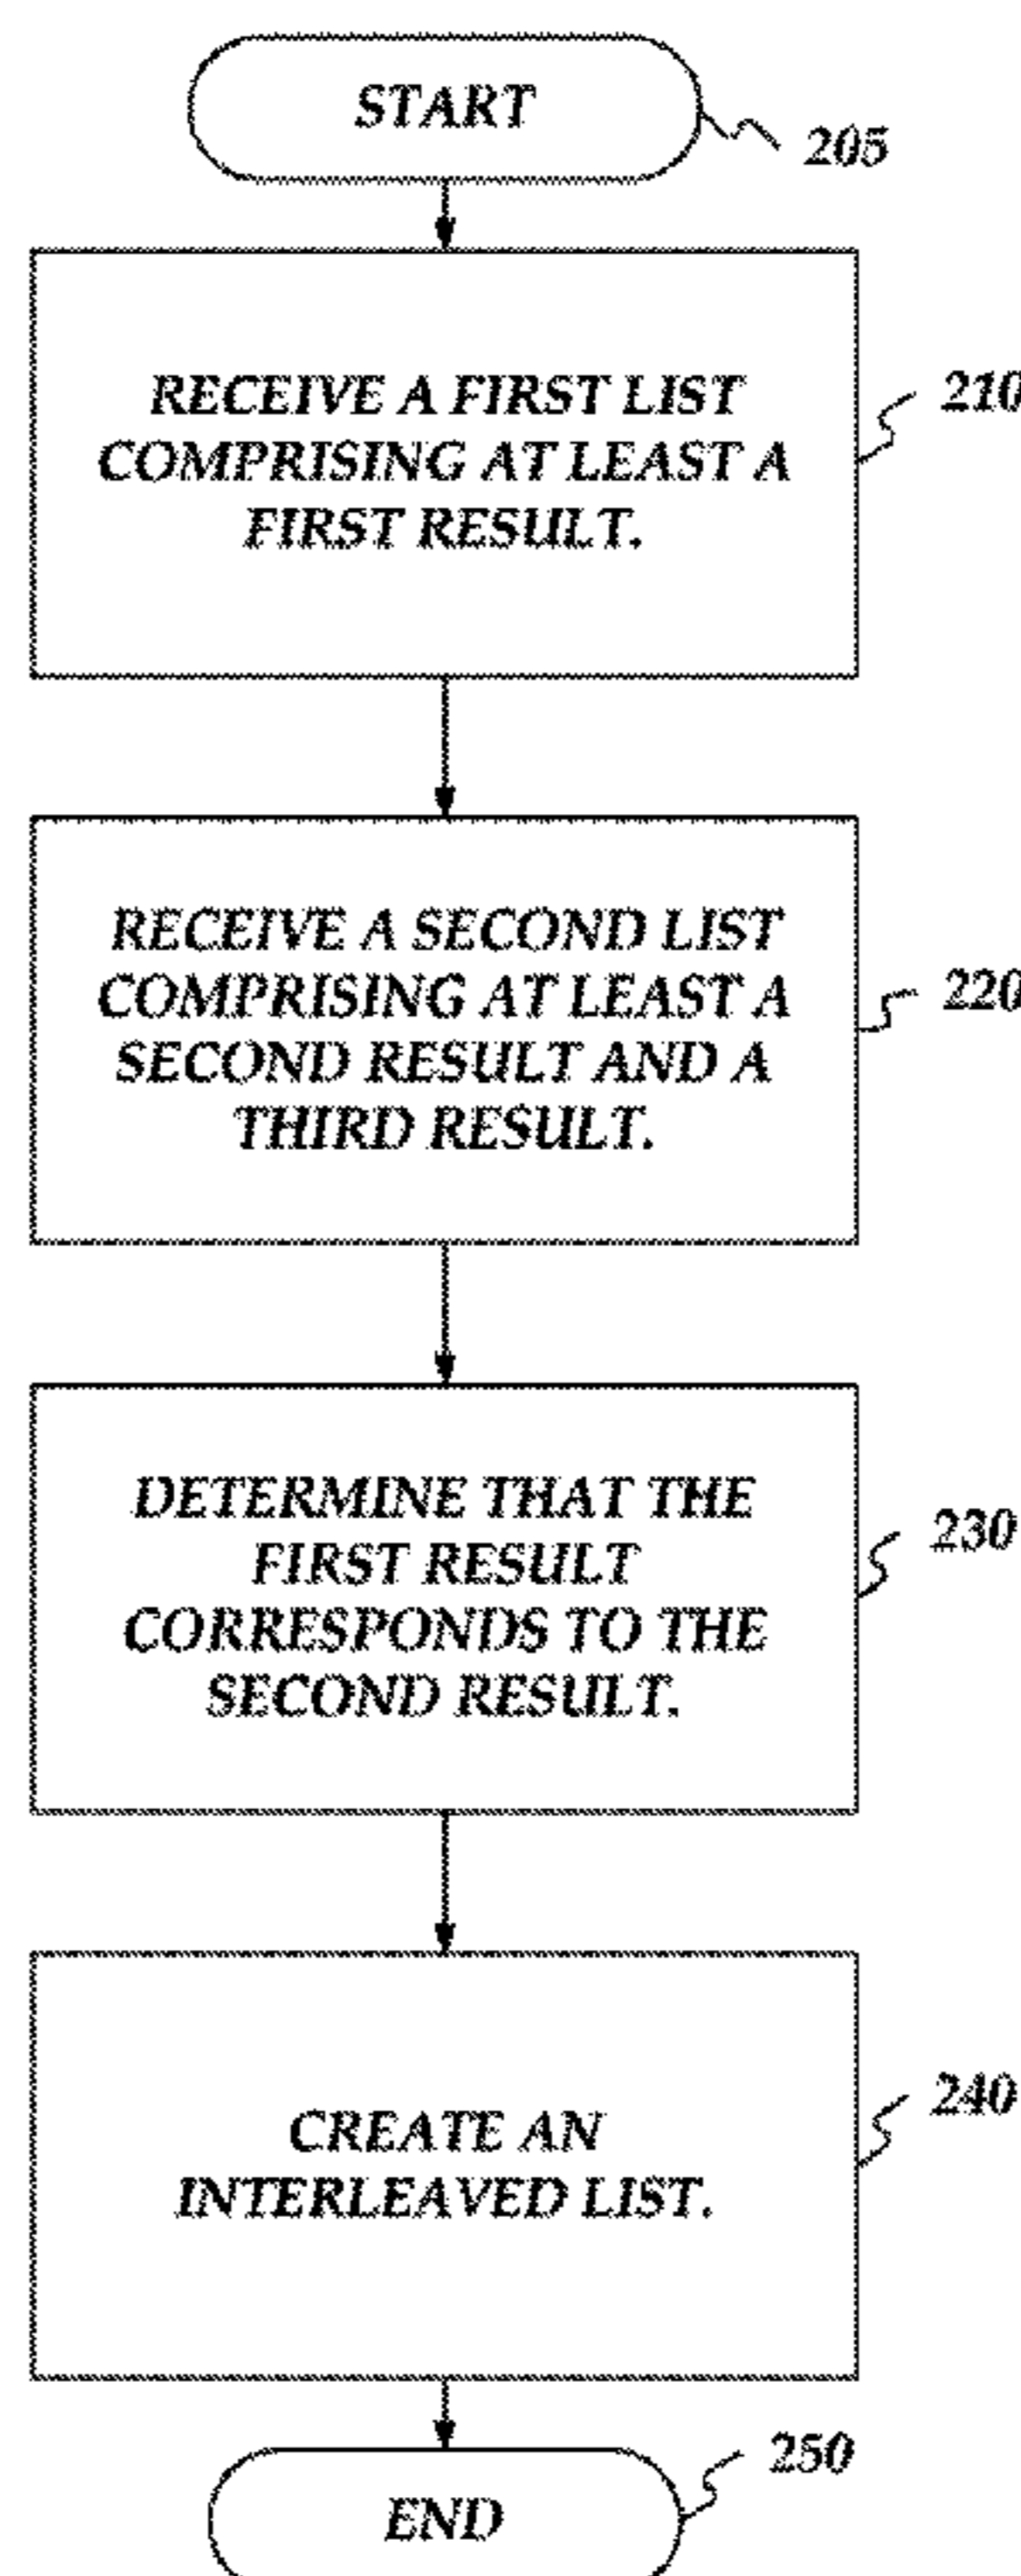 START
205
RECEIVE A FIRST LIST
COMPRISING AT LEAST A
FIRST RESULT.
210
RECEIVE A SECOND LIST
COMPRISING AT LEAST A
SECOND RESULT AND A
THIRD RESULT.
220
DETERMINE THAT THE
FIRST RESULT
CORRESPONDS TO THE
SECOND RESULT.
230
CREATE AN
INTERLEAVED LIST.
240
END
250